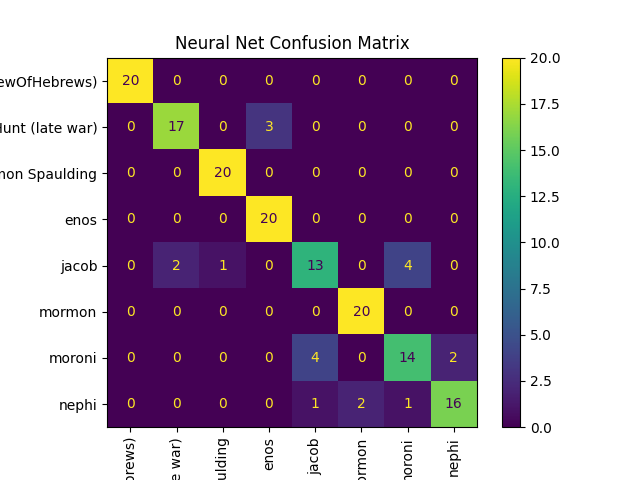 Neural Net Confusion Matrix
ewOfHebrews) 20 0 0 0 0 0 0 0
Hunt (late war) 0 17 0 3 0 0 0 0
mon Spaulding 0 0 20 0 0 0 0 0
enos 0 0 0 20 0 0 0 0
jacob 0 2 1 0 13 0 4 0
mormon 0 0 0 0 0 20 0 0
moroni 0 0 0 0 4 0 14 2
nephi 0 0 0 0 1 2 1 16
brews) e war) ulding enos jacob ormon noroni nephi
20.0
17.5
15.0
12.5
10.0
7.5
5.0
2.5
0.0